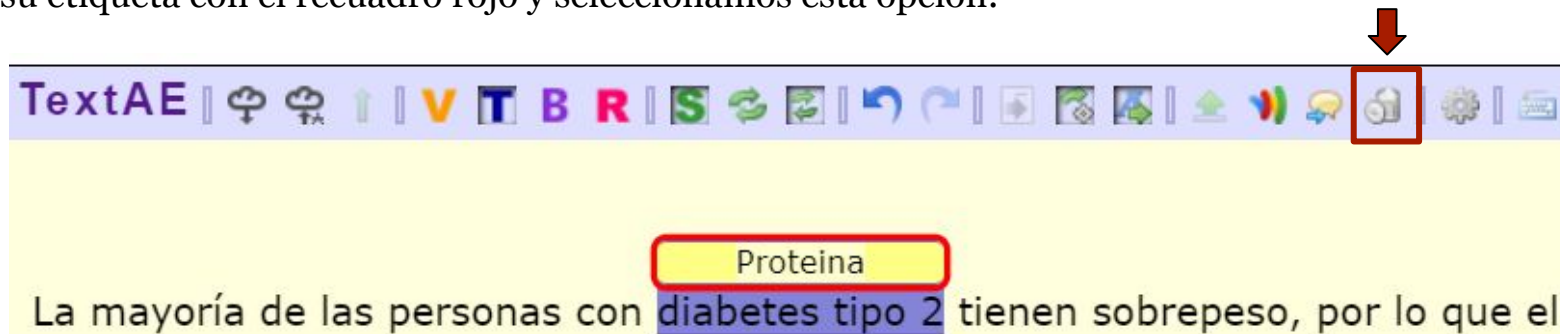 su etiqueta con el recuadro rojo y seleccionamos esta opción.
TextAE V T B R S
Proteina
La mayoría de las personas con diabetes tipo 2 tienen sobrepeso, por lo que el